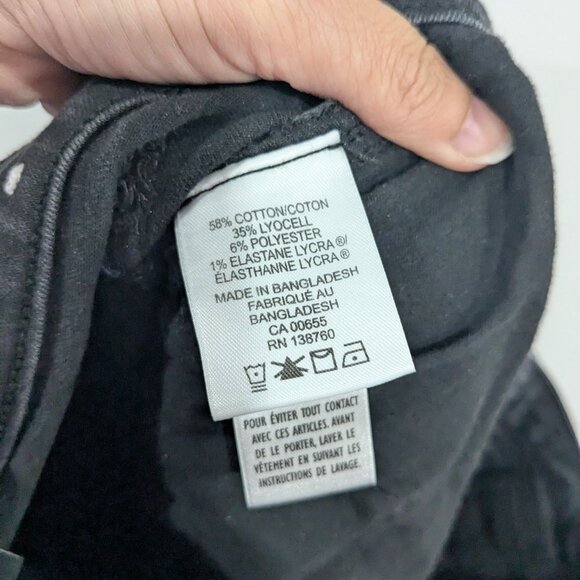 58% COTTON/COTON
35% LYOCELL
6% POLYESTER
1% ELASTANE LYCRA®/
ÉLASTHANNE LYCRA®
MADE IN BANGLADESH
FABRIQUÉ AU
BANGLADESH
CA 00655
RN 138760
POUR ÉVITER TOUT CONTACT
AVEC CES ARTICLES. AVANT
DE LE PORTER, LAVER LE
VÊTEMENT EN SUIVANT LES
INSTRUCTIONS DE LAVAGE.